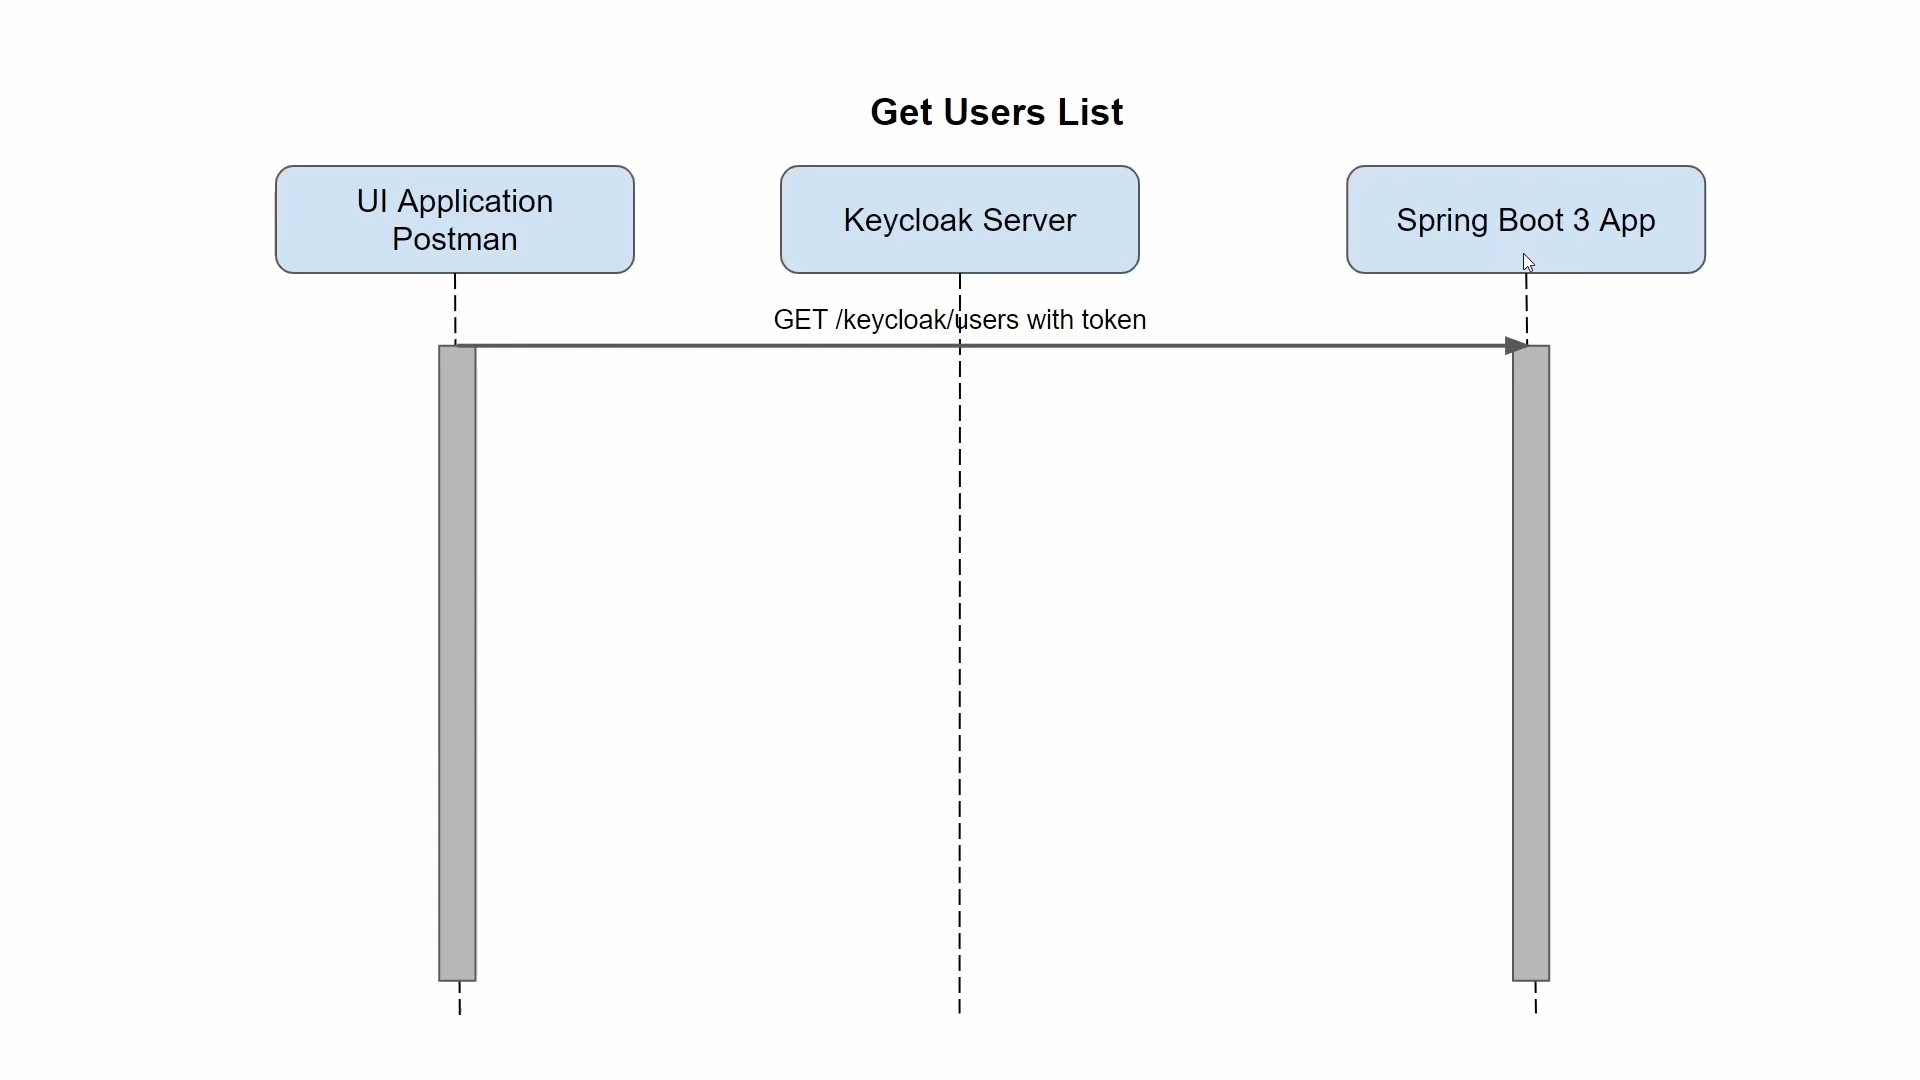 Get Users List
UI Application
Postman
Keycloak Server
Spring Boot 3 App
GET /keycloak/users with token